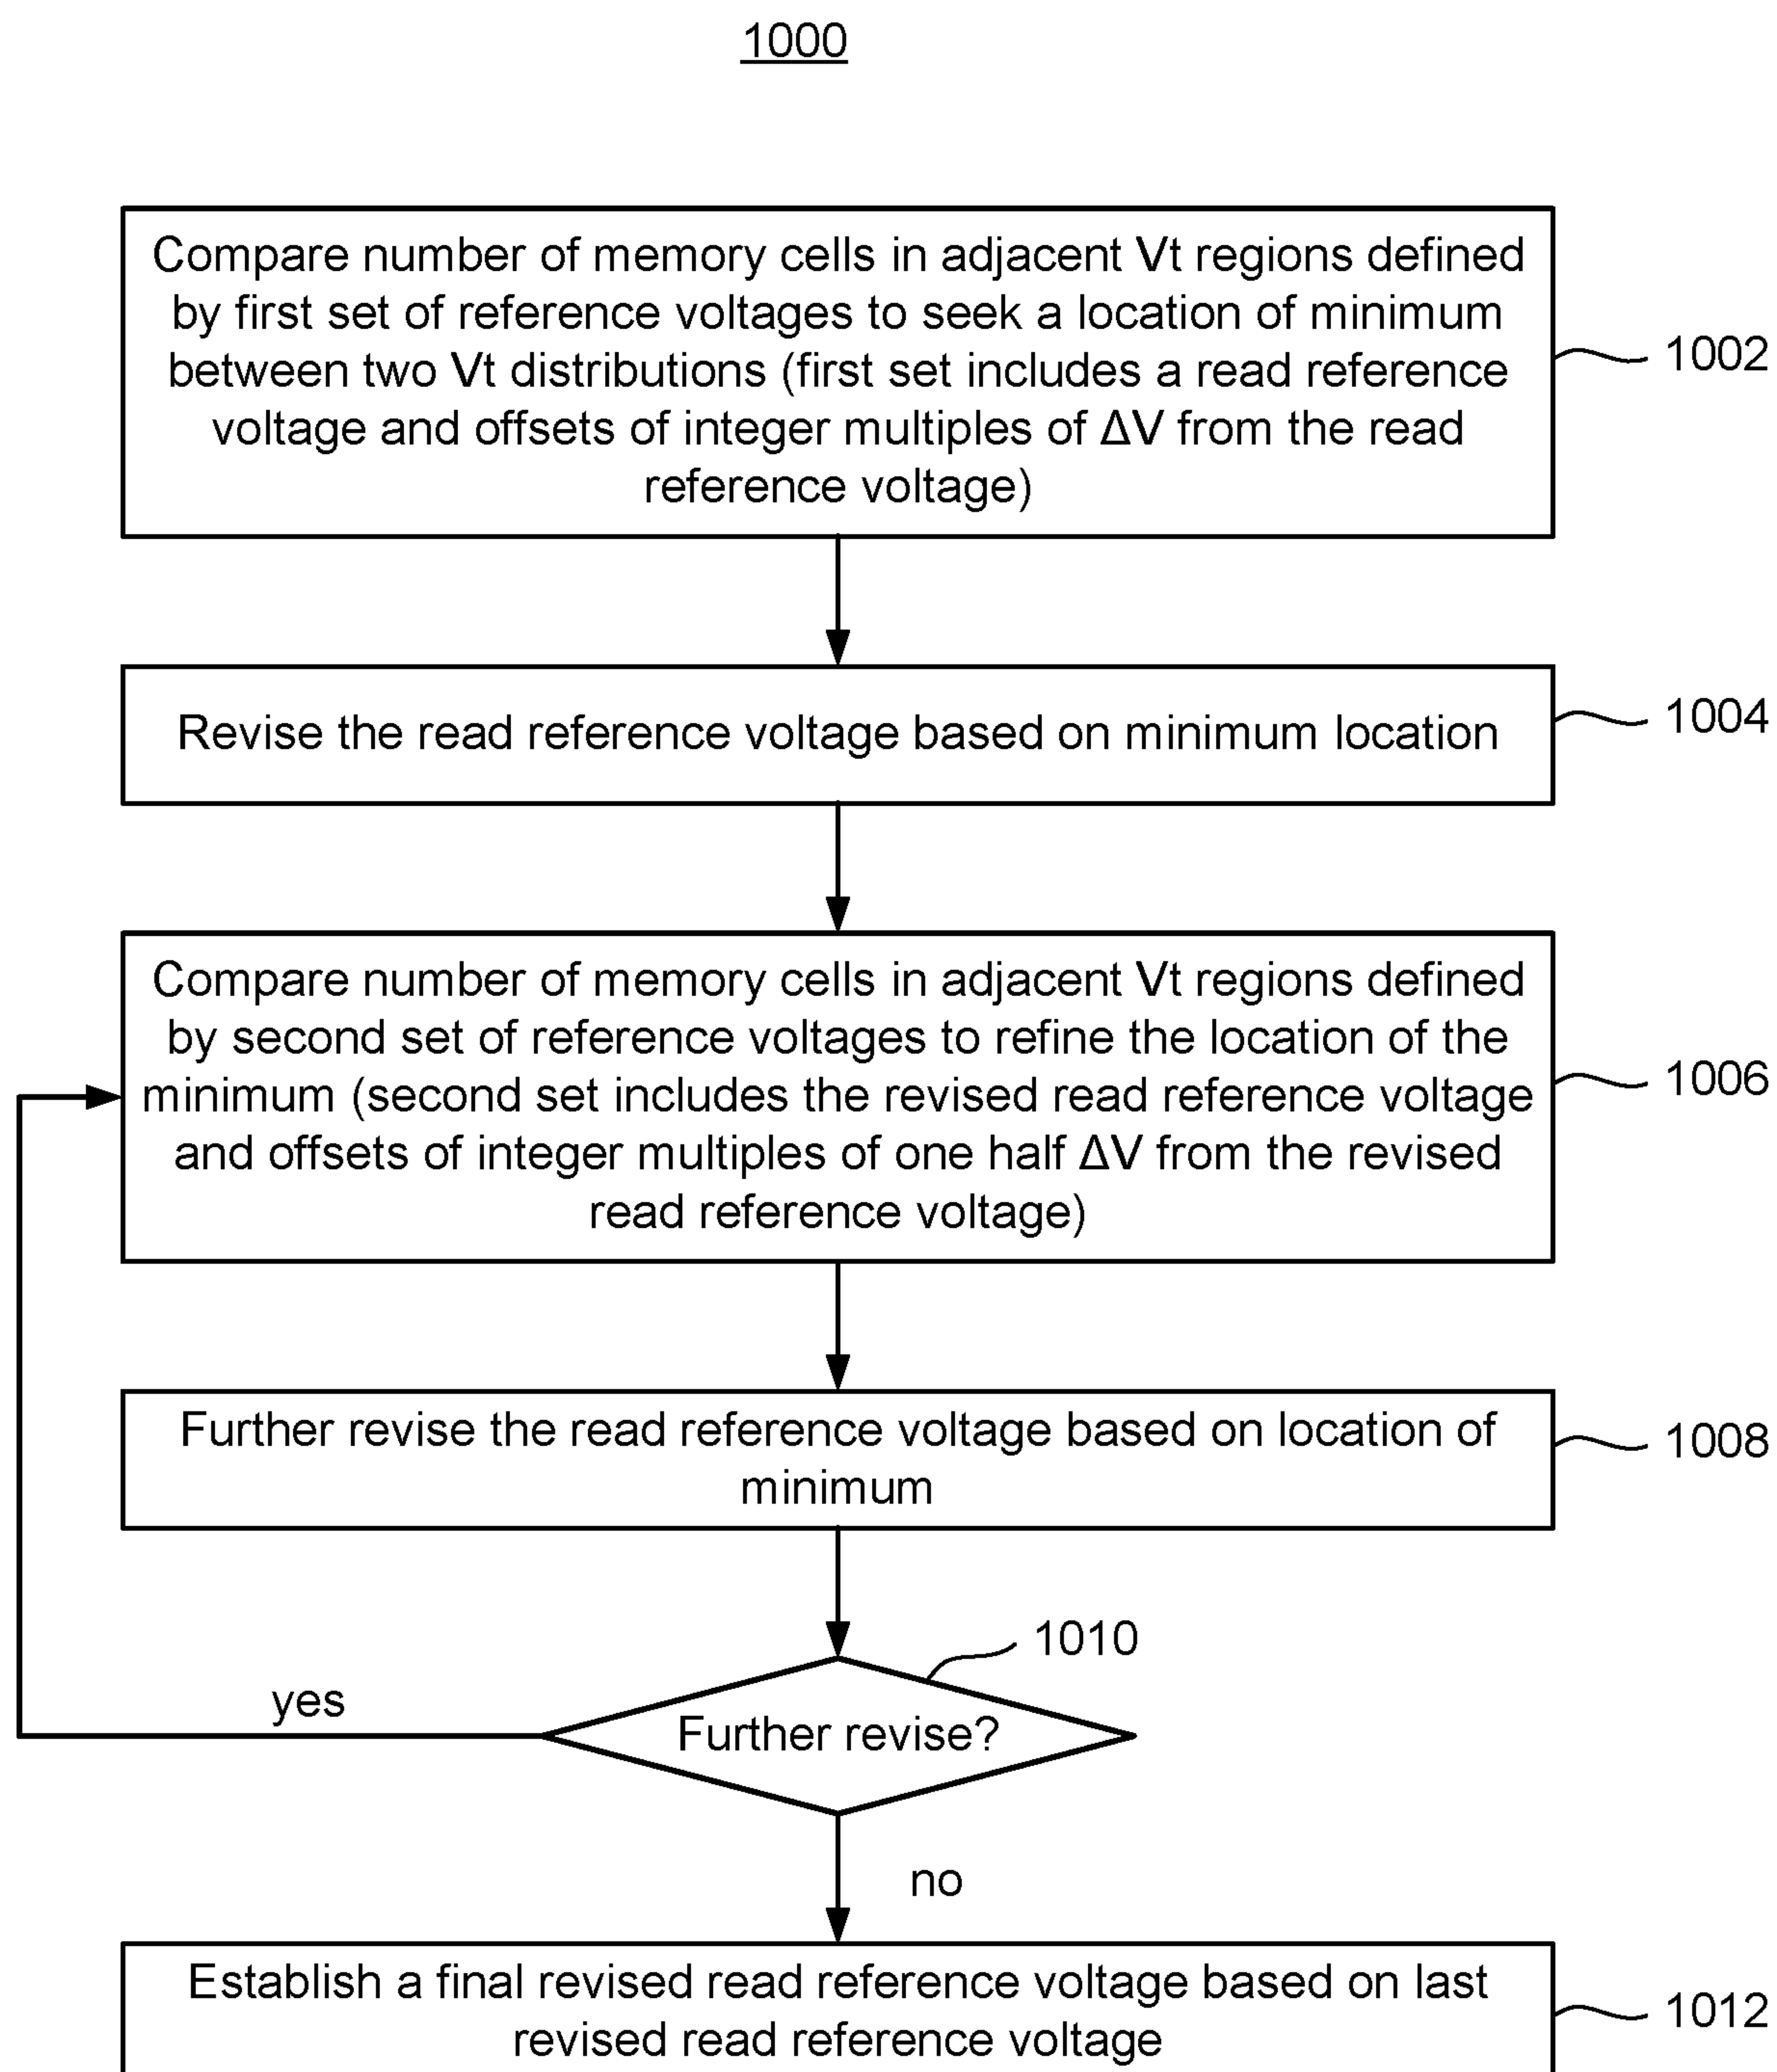 1000
Compare number of memory cells in adjacent Vt regions defined
by first set of reference voltages to seek a location of minimum
between two Vt distributions (first set includes a read reference
voltage and offsets of integer multiples of ΔV from the read
reference voltage)
1002
Revise the read reference voltage based on minimum location
1004
Compare number of memory cells in adjacent Vt regions defined
by second set of reference voltages to refine the location of the
minimum (second set includes the revised read reference voltage
and offsets of integer multiples of one half ΔV from the revised
read reference voltage)
1006
Further revise the read reference voltage based on location of
minimum
1008
1010
Further revise?
yes
no
Establish a final revised read reference voltage based on last
revised read reference voltage
1012